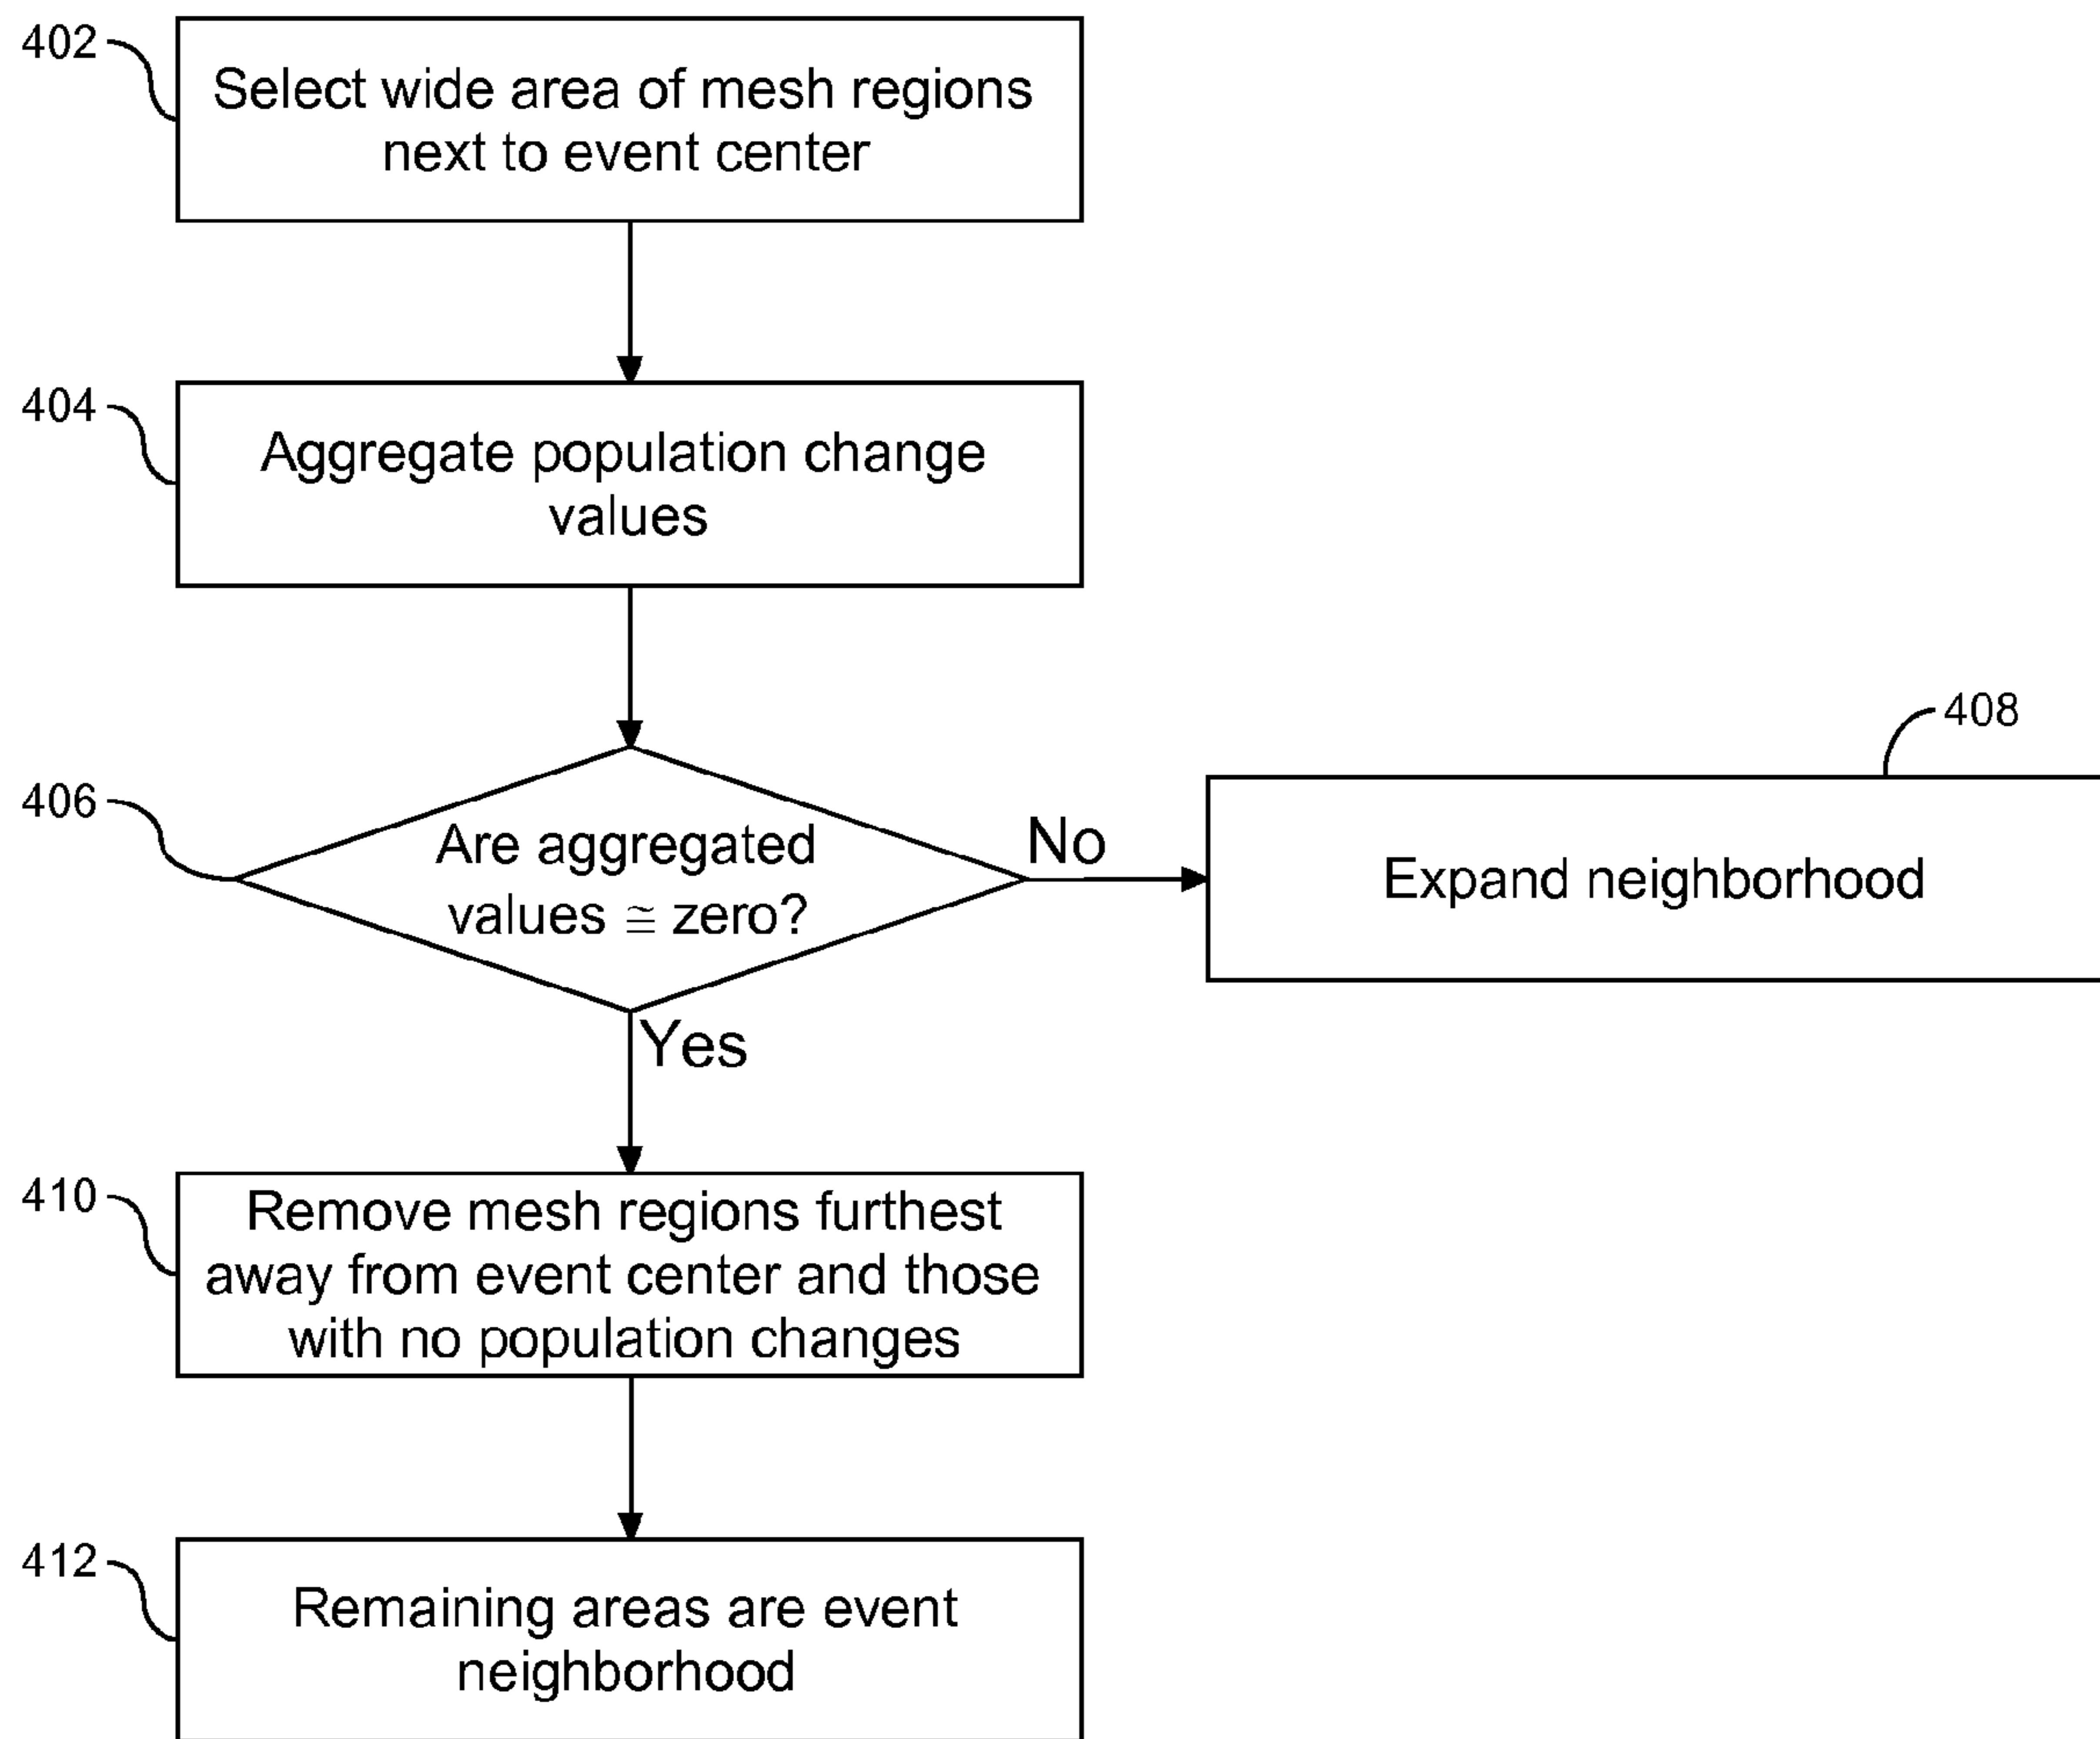 402
Select wide area of mesh regions
next to event center
404
Aggregate population change
values
406
Are aggregated
values ≅ zero?
No
408
Expand neighborhood
Yes
410
Remove mesh regions furthest
away from event center and those
with no population changes
412
Remaining areas are event
neighborhood